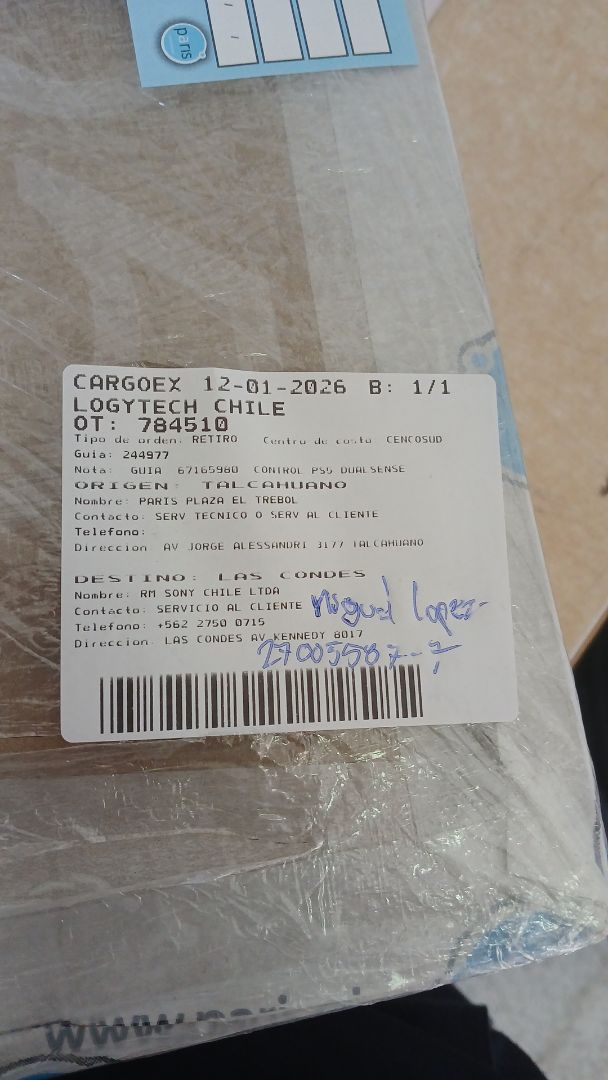 paris
CARGOEX 12-01-2026 B: 1/1
LOGYTECH CHILE
OT: 784510
Tipo de orden: RETIRO Centro de costo CENCOSUD
Guia: 244977
Nota: GUIA 67165980 CONTROL PS5 DUALSENSE
ORIGEN: TALCAHUANO
Nombre: PARIS PLAZA EL TREBOL
Contacto: SERV TECNICO O SERV AL CLIENTE
Telefono:
Direccion AV JORGE ALESSANDRI 3177 TALCAHUANO
DESTINO: LAS CONDES
Nombre: RM SONY CHILE LTDA
Contacto: SERVICIO AL CLIENTE
Miguel Lopez
Telefono: +562 2750 0715
Direccion: LAS CONDES AV KENNEDY 8017
27005587-7